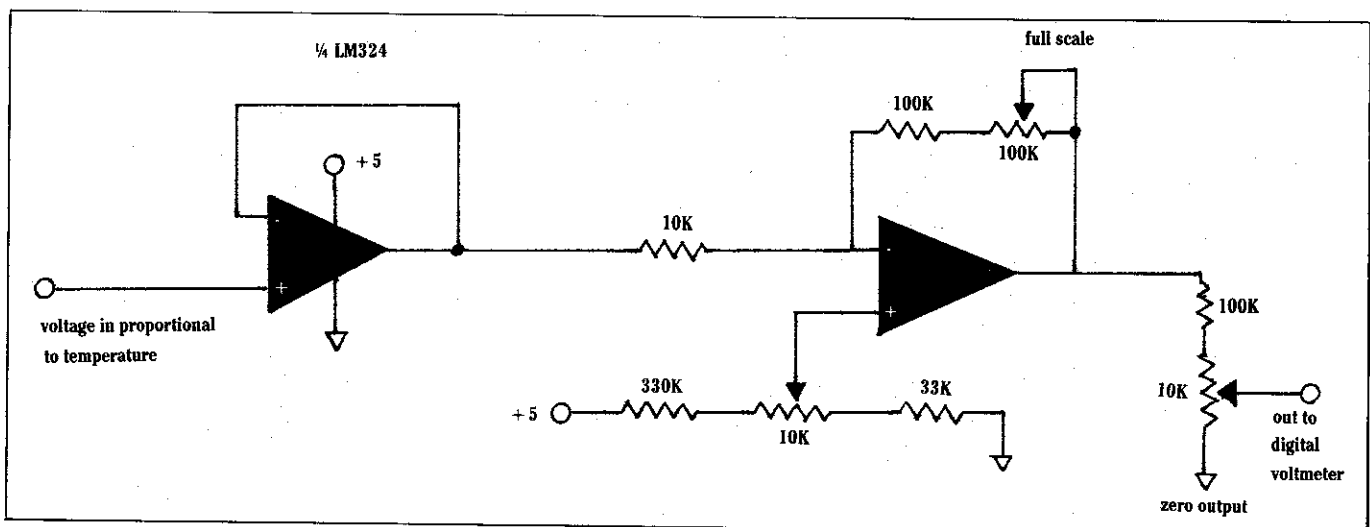 ¼ LM324
full scale
100K
100K
+ 5
-
+
10K
-
+
voltage in proportional
to temperature
100K
10K
330K
10K
33K
+ 5
out to
digital
voltmeter
zero output